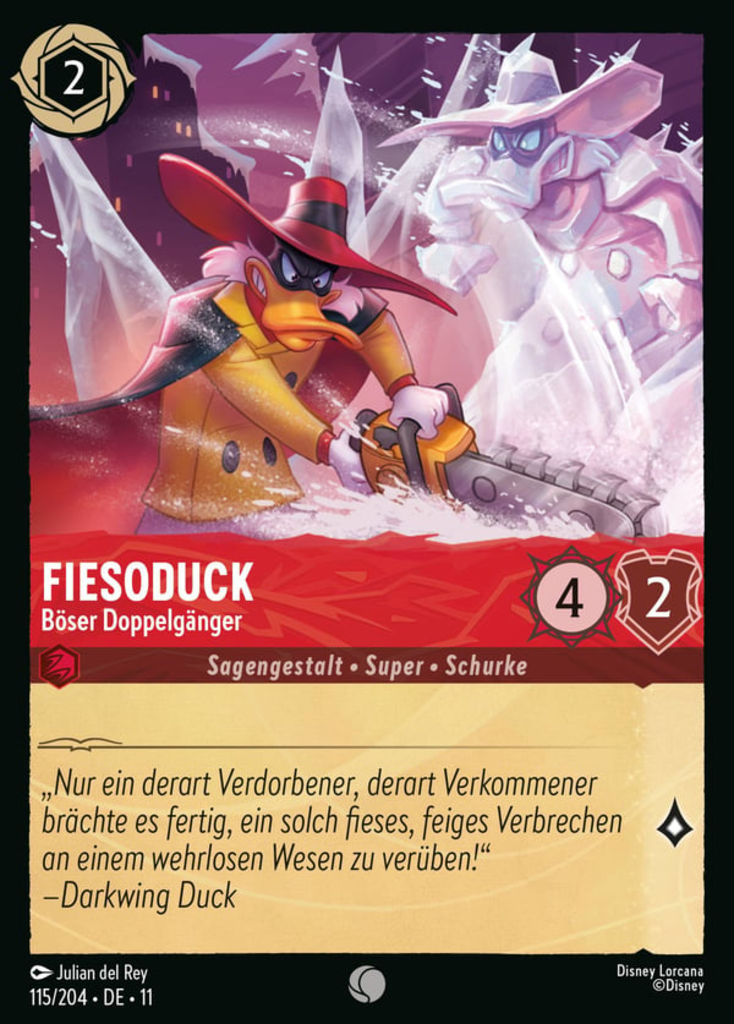 2
FIESODUCK
Böser Doppelgänger
4
2
Sagengestalt • Super • Schurke
„Nur ein derart Verdorbener, derart Verkommener
brächte es fertig, ein solch fieses, feiges Verbrechen
an einem wehrlosen Wesen zu verüben!“
–Darkwing Duck
Julian del Rey
115/204 • DE • 11
Disney Lorcana
©Disney